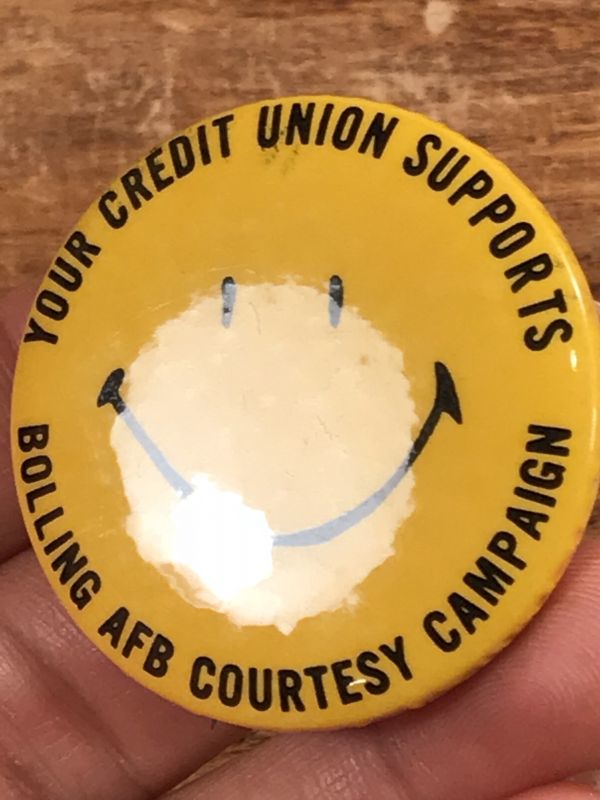 YOUR CREDIT UNION SUPPORTS
BOLLING AFB COURTESY CAMPAIGN